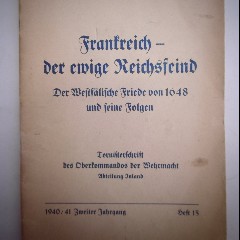 Frankreich –
der ewige Reichsfeind
Der Westfälische Friede von 1648
und seine Folgen
Tornisterschrift
des Oberkommandos der Wehrmacht
Abteilung Inland
1940/41 Zweiter Jahrgang Heft 13